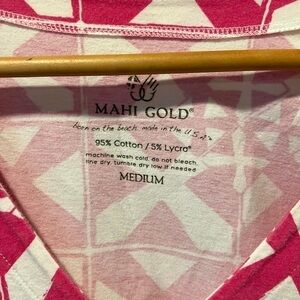 MAHI GOLD®
born on the beach. made in the U.S.A.
95% Cotton / 5% Lycra®
machine wash cold. do not bleach.
line dry. tumble dry low if needed
MEDIUM